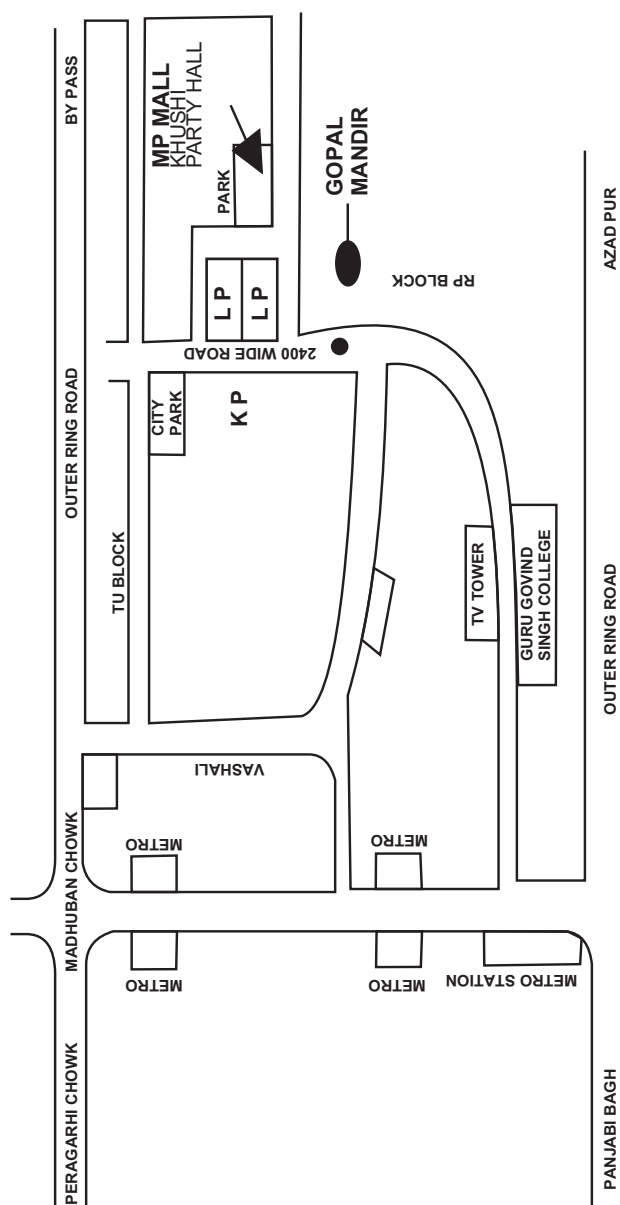 BY PASS
OUTER RING ROAD
MADHUBAN CHOWK
PERAGARHI CHOWK
TU BLOCK
MP MALL
KHUSHI
PARTY HALL
PARK
L P
L P
2400 WIDE ROAD
CITY
PARK
K P
GOPAL
MANDIR
RP BLOCK
VASHALI
TV TOWER
GURU GOVIND
SINGH COLLEGE
METRO
METRO
METRO
METRO
METRO STATION
AZAD PUR
OUTER RING ROAD
PANJABI BAGH